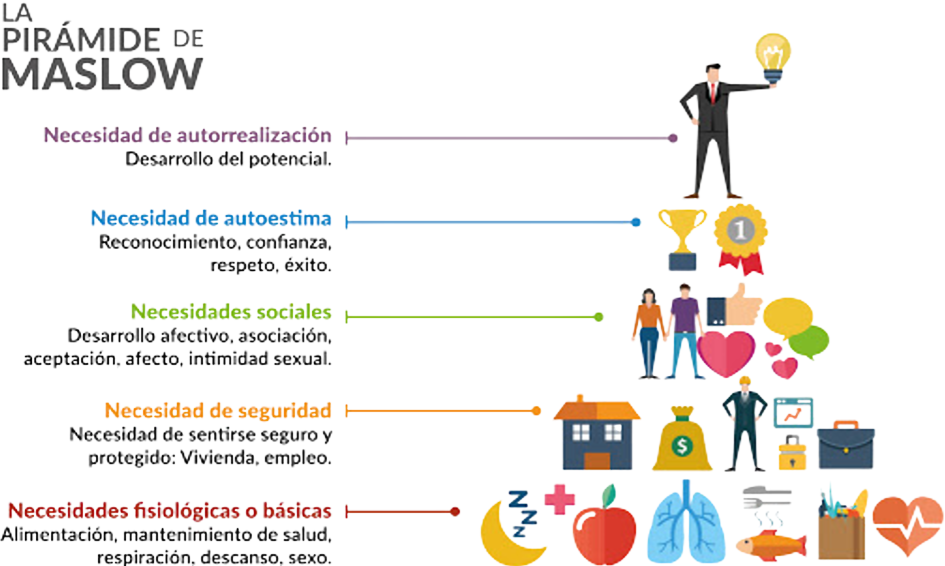 LA
PIRÁMIDE DE
MASLOW
Necesidad de autorrealización
Desarrollo del potencial.
Necesidad de autoestima
Reconocimiento, confianza,
respeto, éxito.
1
Necesidades sociales
Desarrollo afectivo, asociación,
aceptación, afecto, intimidad sexual.
Necesidad de seguridad
Necesidad de sentirse seguro y
protegido: Vivienda, empleo.
$
Necesidades fisiológicas o básicas
Alimentación, mantenimiento de salud,
respiración, descanso, sexo.
Z
Z
Z